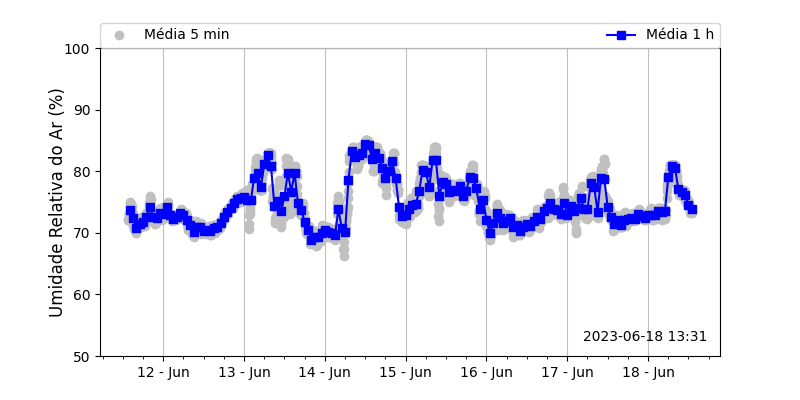 Média 5 min Média 1 h
Umidade Relativa do Ar (%)
100
90
80
70
60
50
2023-06-18 13:31
12 - Jun 13 - Jun 14 - Jun 15 - Jun 16 - Jun 17 - Jun 18 - Jun